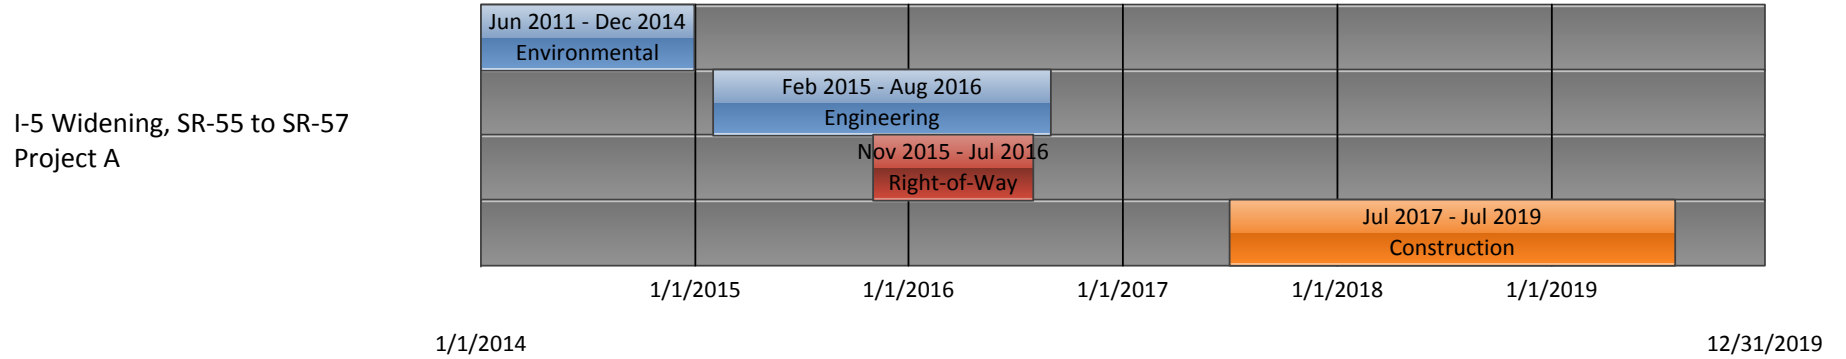 I-5 Widening, SR-55 to SR-57
Project A
Jun 2011 - Dec 2014
Environmental
Feb 2015 - Aug 2016
Engineering
Nov 2015 - Jul 2016
Right-of-Way
Jul 2017 - Jul 2019
Construction
1/1/2015 1/1/2016 1/1/2017 1/1/2018 1/1/2019
1/1/2014 12/31/2019